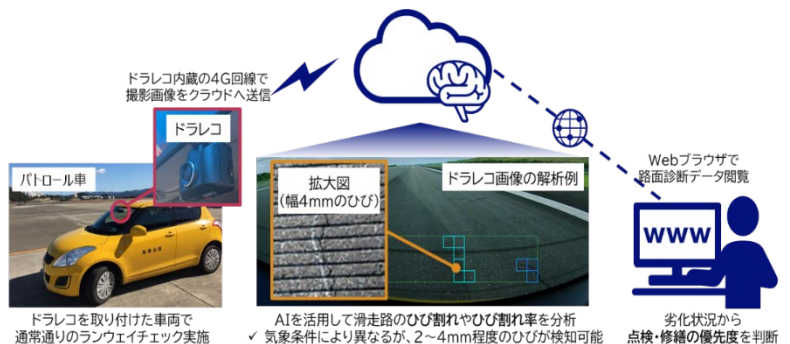 ドラレコ内蔵の4G回線で
撮影画像をクラウドへ送信
ドラレコ
パトロール車
拡大図
(幅4mmのひび)
ドラレコ画像の解析例
Webブラウザで
路面診断データ閲覧
WWW
ドラレコを取り付けた車両で
通常通りのランウェイチェック実施
AIを活用して滑走路のひび割れやひび割れ率を分析
✓ 気象条件により異なるが、2~4mm程度のひびが検知可能
劣化状況から
点検・修繕の優先度を判断